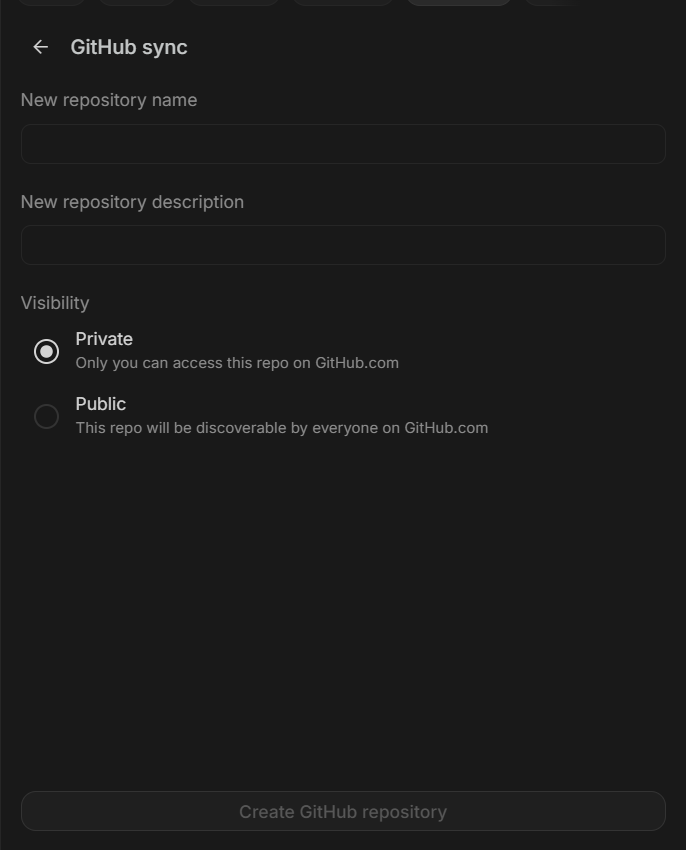 GitHub sync
New repository name
New repository description
Visibility
Private
Only you can access this repo on GitHub.com
Public
This repo will be discoverable by everyone on GitHub.com
Create GitHub repository